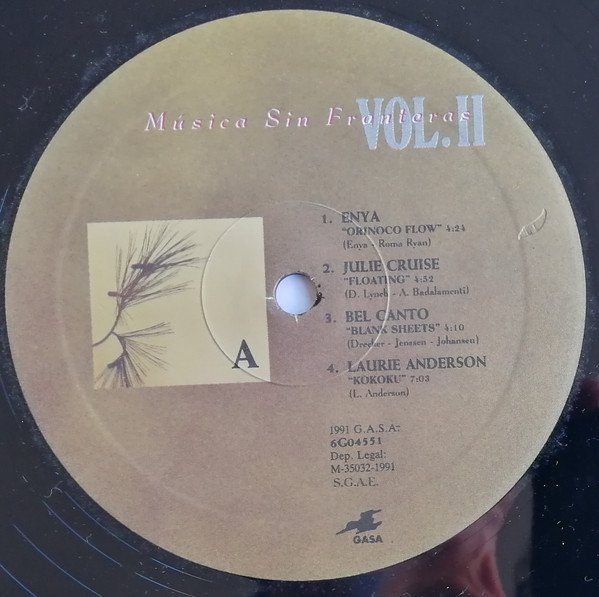 Música Sin Fronteras
VOL. II
1. ENYA
"ORINOCO FLOW" 4:24
(Enya - Roma Ryan)
2. JULIE CRUISE
"FLOATING" 4:52
(D. Lynch - A. Badalamenti)
3. BEL CANTO
"BLANK SHEETS" 4:10
(Drecker - Jenssen - Johansen)
4. LAURIE ANDERSON
"KOKOKU" 7:03
(L. Anderson)
A
1991 G.A.S.A:
6G04551
Dep. Legal:
M-35032-1991
S.G.A.E.
GASA